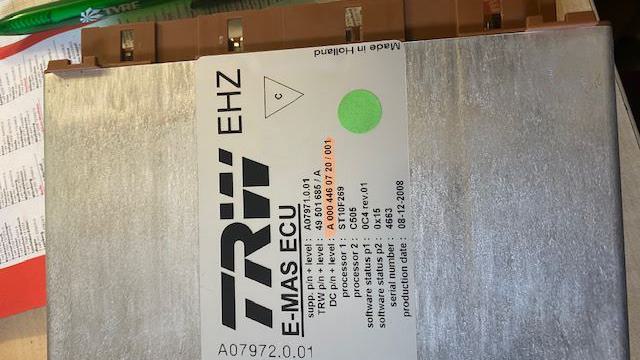 TYRE
Made in Holland
C
TRW EHZ
E-MAS ECU
supp. p/n + level : A07971.0.01
TRW p/n + level : 49 501 685 / A
DC p/n + level : A 000 446 07 20 / 001
processor 1 : ST10F269
processor 2 : C505
software status p1 : 0C4 rev.01
software status p2 : 0x15
serial number : 4663
production date : 08-12-2008
A07972.0.01